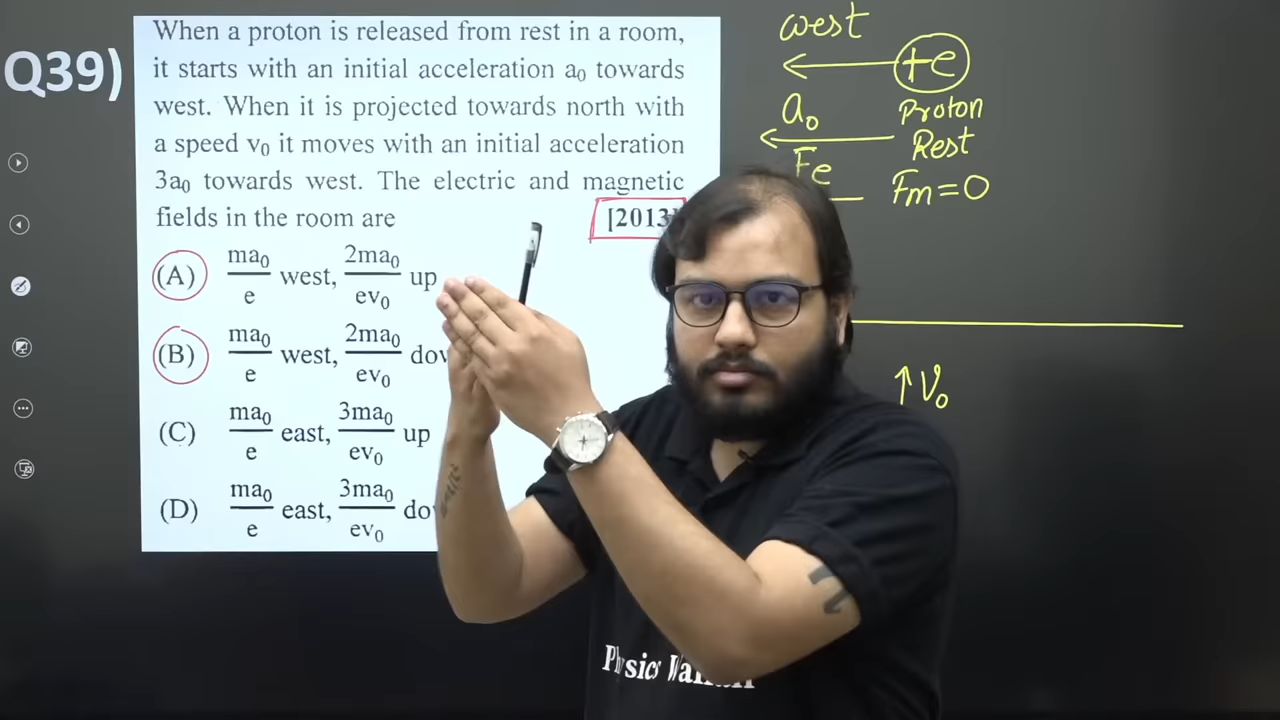 Q39)
When a proton is released from rest in a room,
it starts with an initial acceleration a₀ towards
west. When it is projected towards north with
a speed v₀ it moves with an initial acceleration
3a₀ towards west. The electric and magnetic
fields in the room are
[2013]
(A) ma₀/e west, 2ma₀/ev₀ up
(B) ma₀/e west, 2ma₀/ev₀
(C) ma₀/e east, 3ma₀/ev₀ up
(D) ma₀/e east, 3ma₀/ev₀
west
+e
a₀ Proton
Rest
Fe
Fm=0
↑ V₀